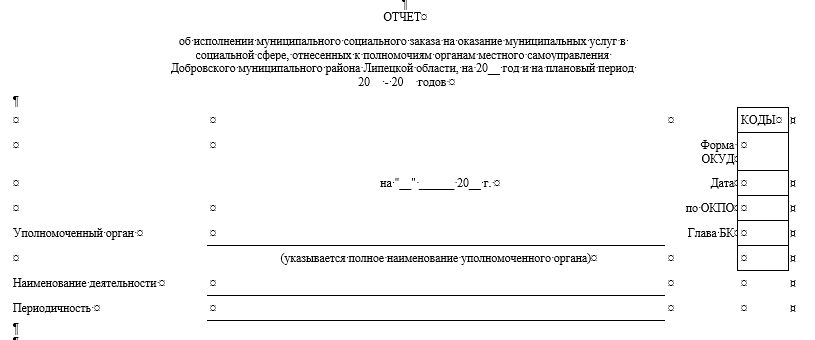 ОТЧЕТ
об исполнении муниципального социального заказа на оказание муниципальных услуг в
социальной сфере, отнесенных к полномочиям органам местного самоуправления
Добровского муниципального района Липецкой области, на 20__ год и на плановый период
20 - 20 годов
КОДЫ
Форма
ОКУД
на "__" ______ 20__ г. Дата
по ОКПО
Уполномоченный орган Глава БК
(указывается полное наименование уполномоченного органа)
Наименование деятельности
Периодичность